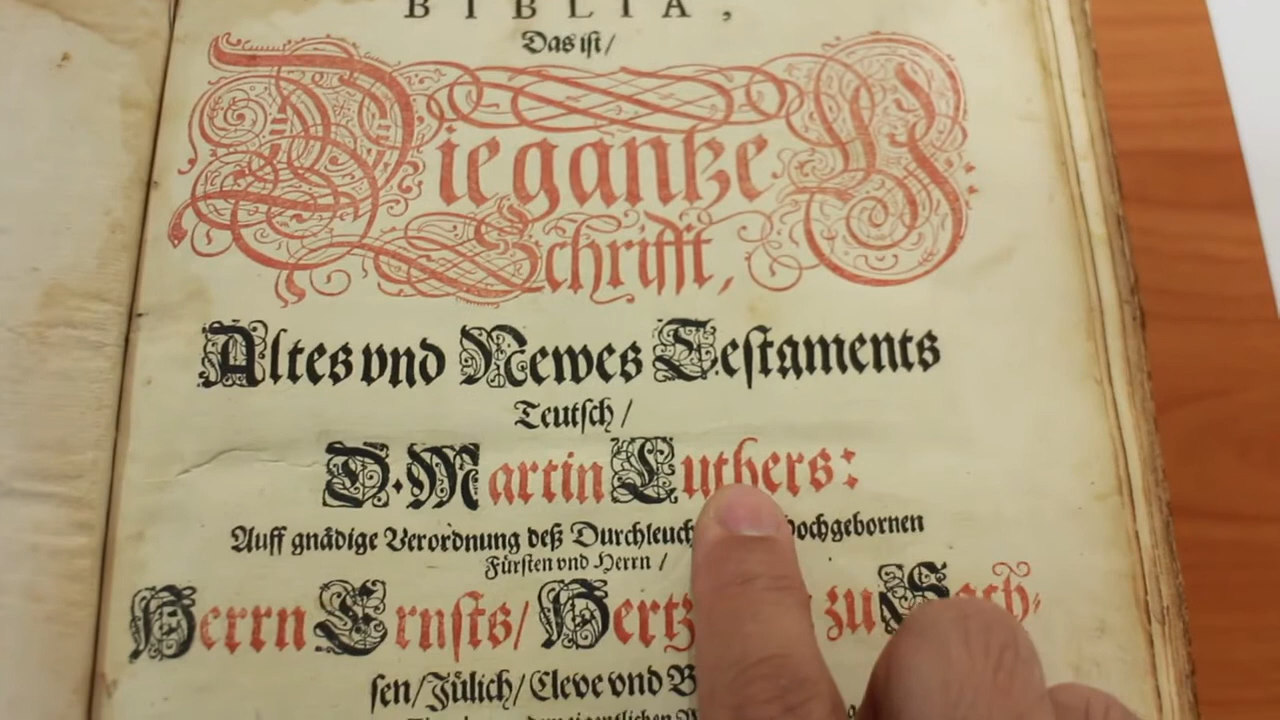 BIBLIA,
Das iſt/
Die gantze
Schrifft,
Altes vnd Newes Teſtaments
Teutſch/
D. Martin Luthers:
Auff gnädige Verordnung deß Durchleuch Hochgebornen
Fürſten vnd Herrn/
Herrn Ernſts/ Hertz zu Sach-
ſen/ Jülich/ Cleve vnd B